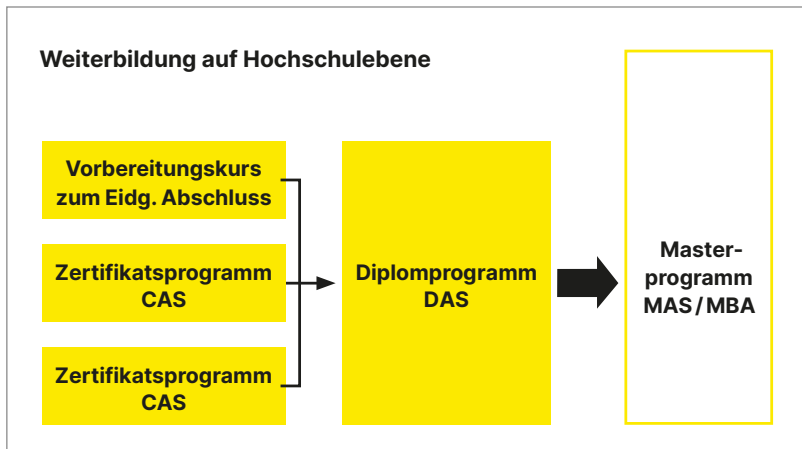 Weiterbildung auf Hochschulebene
Vorbereitungskurs
zum Eidg. Abschluss
Zertifikatsprogramm
CAS
Zertifikatsprogramm
CAS
Diplomprogramm
DAS
Master-
programm
MAS/MBA